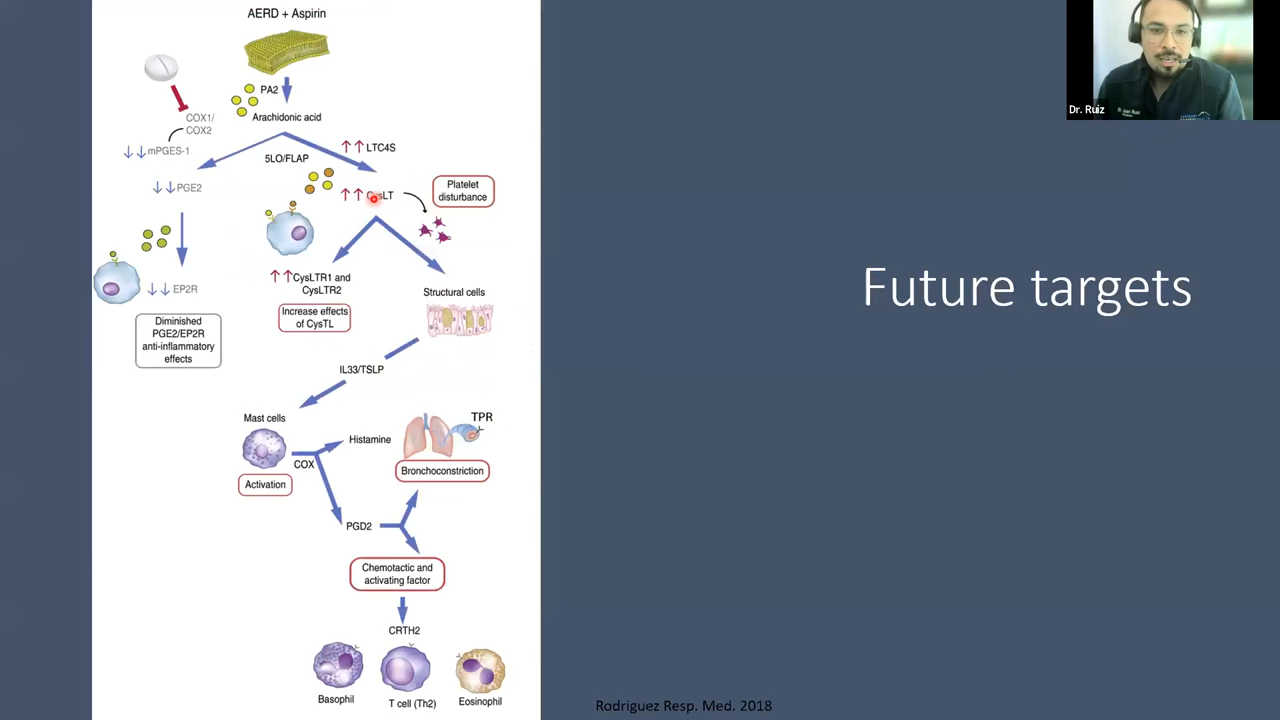 AERD + Aspirin
PA2
COX1/
COX2
Arachidonic acid
mPGES-1
5LO/FLAP
LTC4S
PGE2
CysLT
Platelet
disturbance
EP2R
CysLTR1 and
CysLTR2
Structural cells
Diminished
PGE2/EP2R
anti-inflammatory
effects
Increase effects
of CysTL
IL33/TSLP
Mast cells
Activation
COX
Histamine
TPR
Bronchoconstriction
PGD2
Chemotactic and
activating factor
CRTH2
Basophil
T cell (Th2)
Eosinophil
Future targets
Dr. Ruiz
Rodriguez Resp. Med. 2018